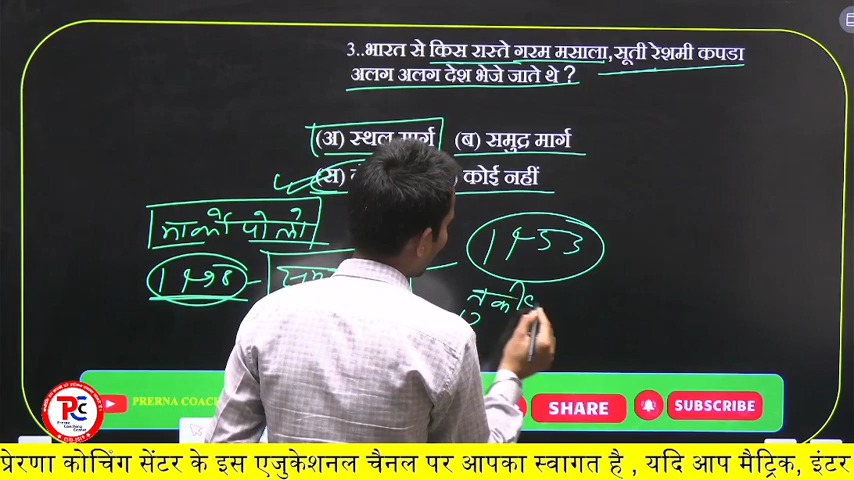 3..भारत से किस रास्ते गरम मसाला,सूती रेशमी कपडा
अलग अलग देश भेजे जाते थे ?
(अ) स्थल मार्ग (ब) समुद्र मार्ग
(स) कोई नहीं
मार्को पोलो
1453
1498
PC
PRERNA COACH
SHARE
SUBSCRIBE
प्रेरणा कोचिंग सेंटर के इस एजुकेशनल चैनल पर आपका स्वागत है , यदि आप मैट्रिक, इंटर